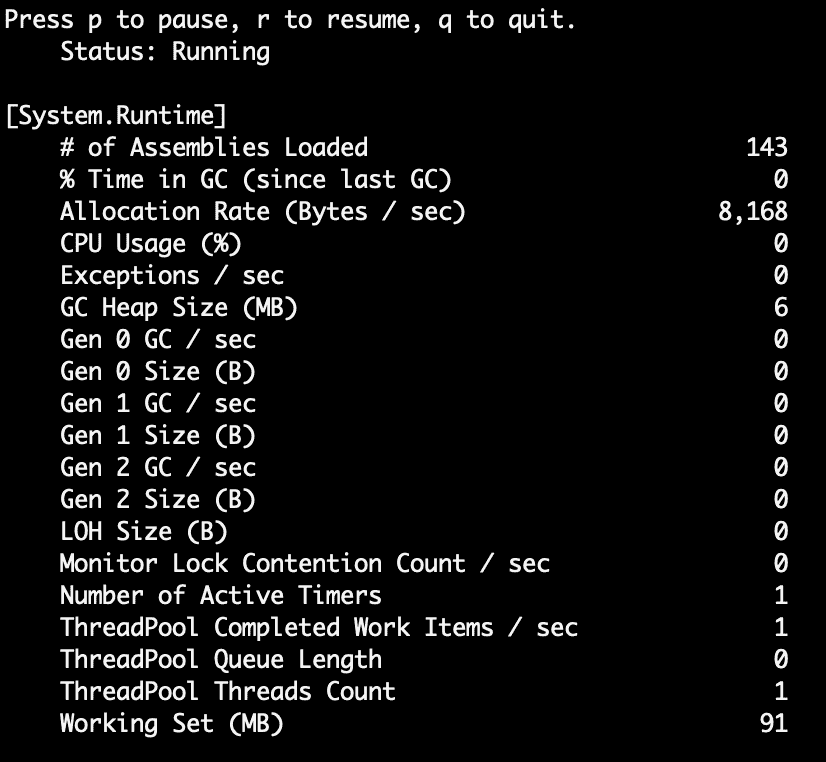 Press p to pause, r to resume, q to quit.
Status: Running
[System.Runtime]
# of Assemblies Loaded 143
% Time in GC (since last GC) 0
Allocation Rate (Bytes / sec) 8,168
CPU Usage (%) 0
Exceptions / sec 0
GC Heap Size (MB) 6
Gen 0 GC / sec 0
Gen 0 Size (B) 0
Gen 1 GC / sec 0
Gen 1 Size (B) 0
Gen 2 GC / sec 0
Gen 2 Size (B) 0
LOH Size (B) 0
Monitor Lock Contention Count / sec 0
Number of Active Timers 1
ThreadPool Completed Work Items / sec 1
ThreadPool Queue Length 0
ThreadPool Threads Count 1
Working Set (MB) 91